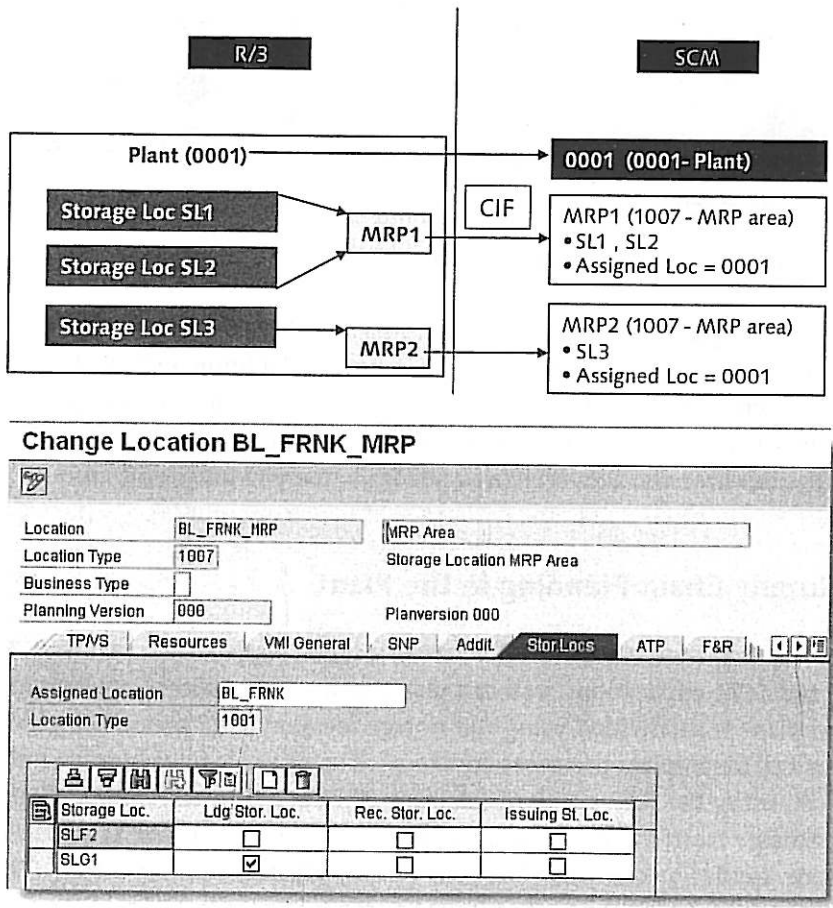 R/3
SCM
Plant (0001)
0001 (0001- Plant)
Storage Loc SL1
Storage Loc SL2
Storage Loc SL3
MRP1
MRP2
CIF
MRP1 (1007 - MRP area)
• SL1 , SL2
• Assigned Loc = 0001
MRP2 (1007 - MRP area)
• SL3
• Assigned Loc = 0001
Change Location BL_FRNK_MRP
Location BL_FRNK_MRP MRP Area
Location Type 1007 Storage Location MRP Area
Business Type
Planning Version 000 Planversion 000
TP/VS Resources VMI General SNP Addit. Stor.Locs ATP F&R
Assigned Location BL_FRNK
Location Type 1001
Storage Loc. Ldg Stor. Loc. Rec. Stor. Loc. Issuing St. Loc.
SLF2
SLG1